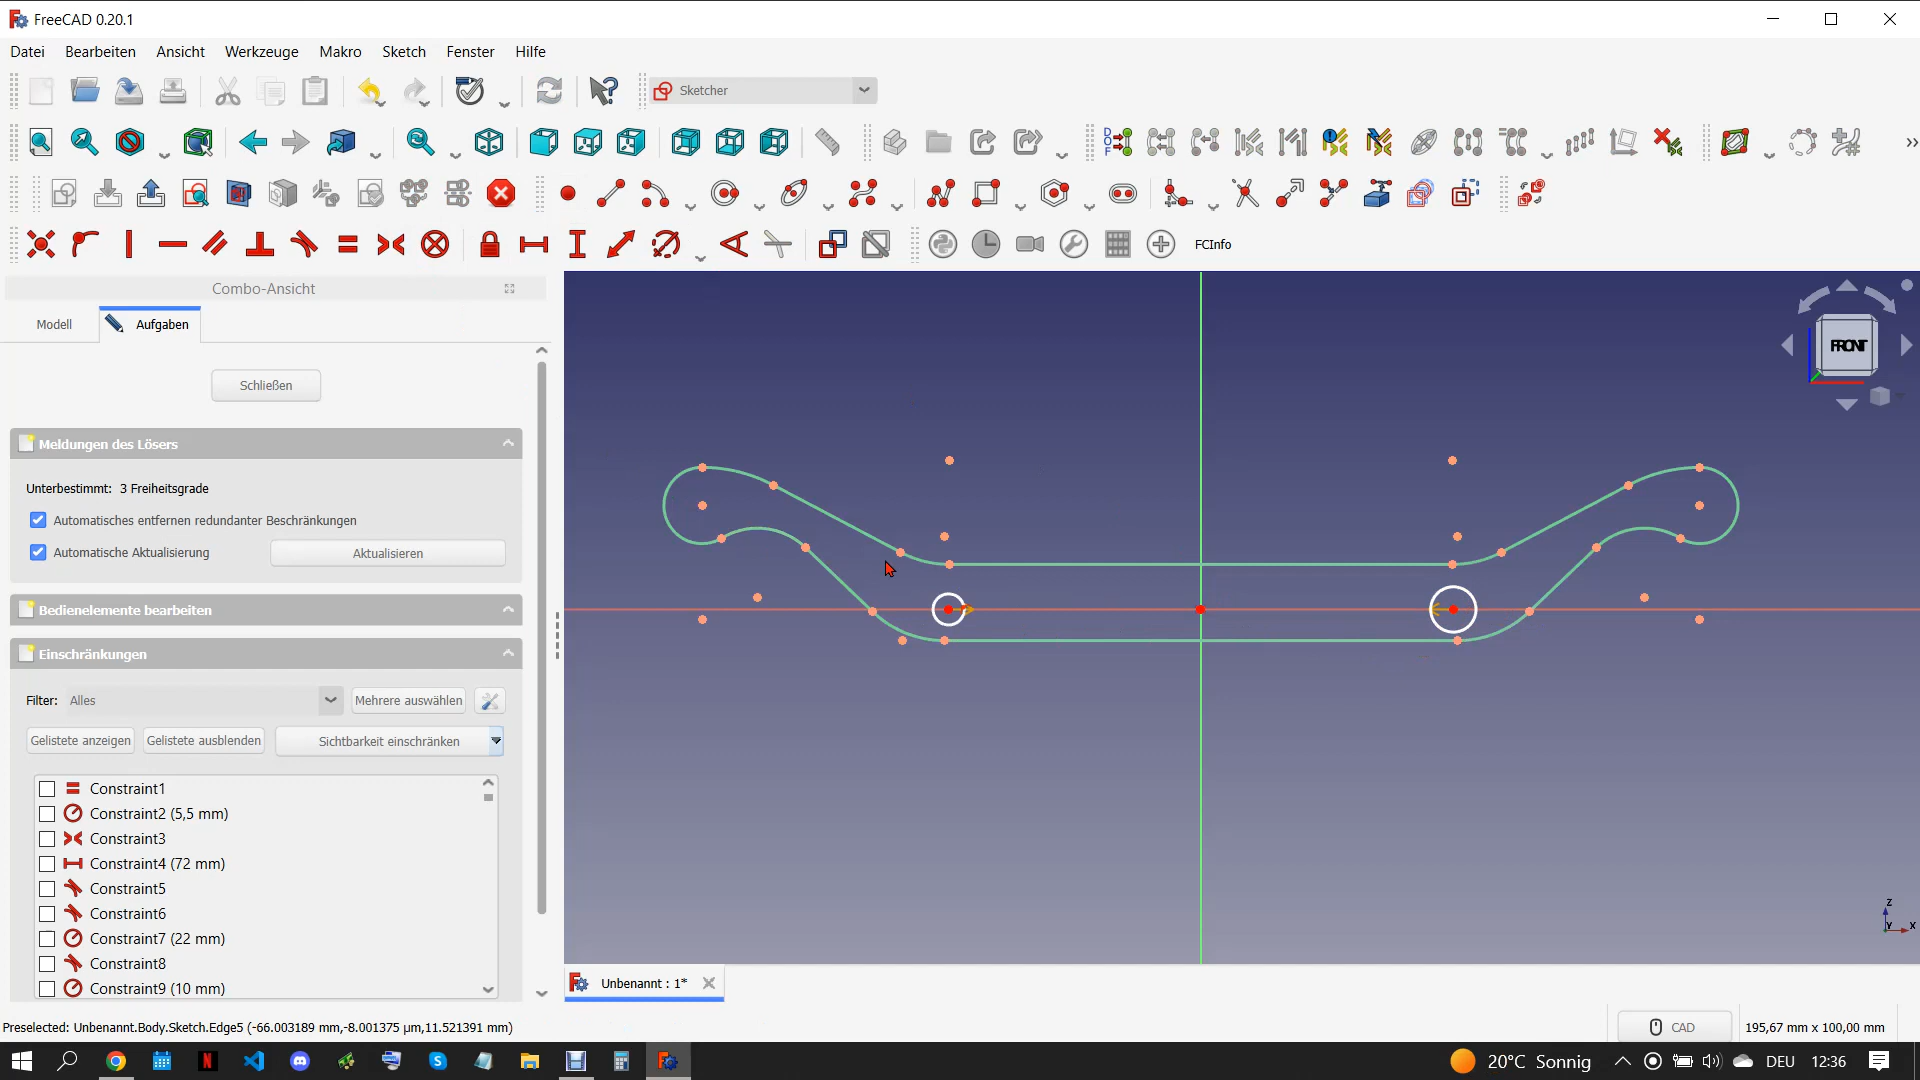 FreeCAD 0.20.1
Datei Bearbeiten Ansicht Werkzeuge Makro Sketch Fenster Hilfe
Sketcher
DOF
FCInfo
Combo-Ansicht
Modell Aufgaben
Schließen
Meldungen des Lösers
Unterbestimmt: 3 Freiheitsgrade
Automatisches entfernen redundanter Beschränkungen
Automatische Aktualisierung Aktualisieren
Bedienelemente bearbeiten
Einschränkungen
Filter: Alles Mehrere auswählen
Gelistete anzeigen Gelistete ausblenden Sichtbarkeit einschränken
Constraint1
Constraint2 (5,5 mm)
Constraint3
Constraint4 (72 mm)
Constraint5
Constraint6
Constraint7 (22 mm)
Constraint8
Constraint9 (10 mm)
FRONT
Z
Y X
Unbenannt : 1*
Preselected: Unbenannt.Body.Sketch.Edge5 (-66.003189 mm,-8.001375 µm,11.521391 mm)
CAD 195,67 mm x 100,00 mm
20°C Sonnig DEU 12:36